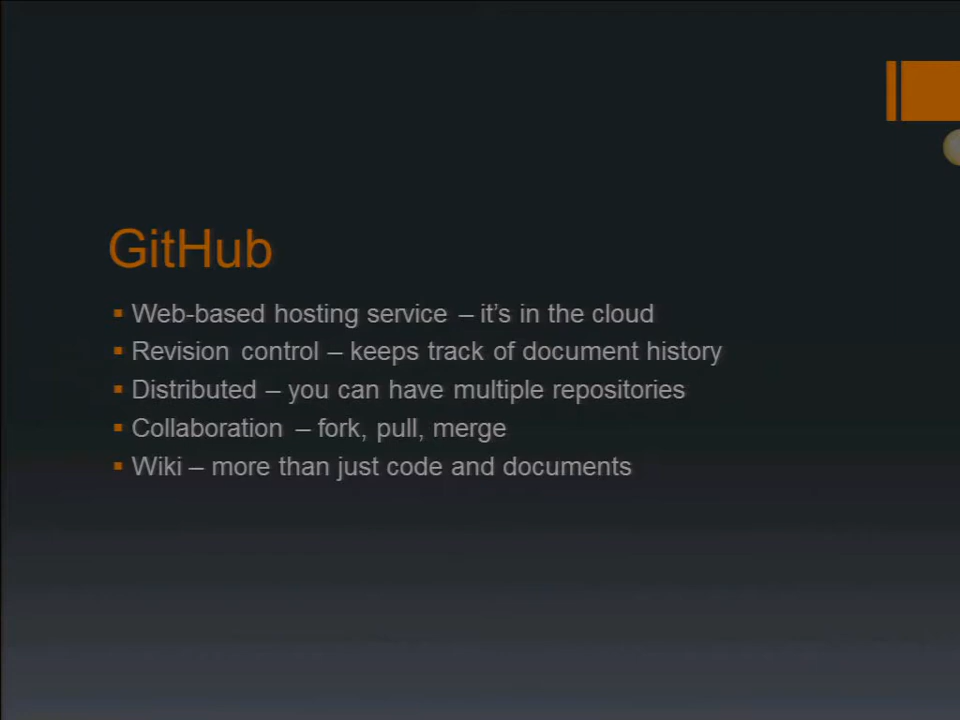 GitHub
Web-based hosting service – it’s in the cloud
Revision control – keeps track of document history
Distributed – you can have multiple repositories
Collaboration – fork, pull, merge
Wiki – more than just code and documents